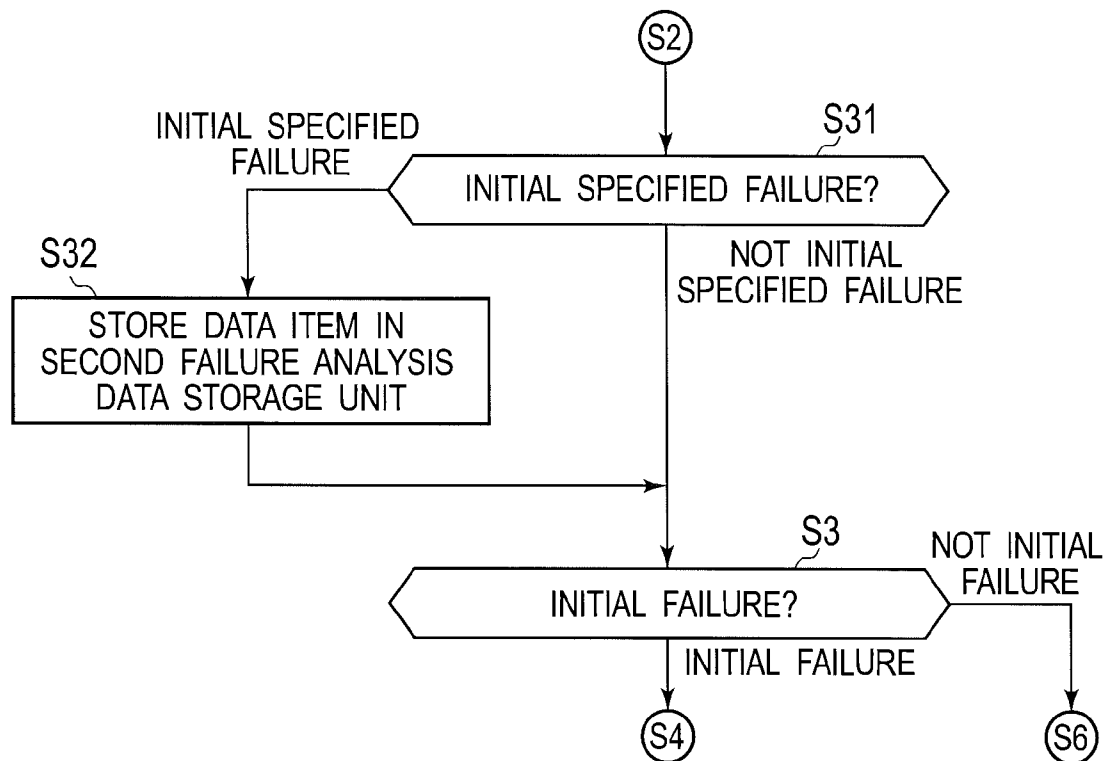 S2
INITIAL SPECIFIED
FAILURE
S31
INITIAL SPECIFIED FAILURE?
NOT INITIAL
SPECIFIED FAILURE
S32
STORE DATA ITEM IN
SECOND FAILURE ANALYSIS
DATA STORAGE UNIT
S3
NOT INITIAL
FAILURE
INITIAL FAILURE?
INITIAL FAILURE
S4
S6